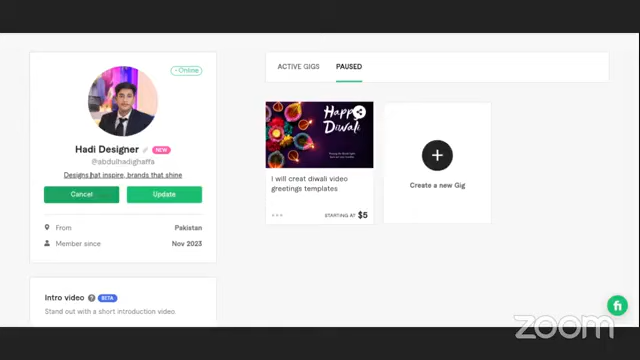 Online
ACTIVE GIGS PAUSED
Hadi Designer NEW
@abdulhadighaffa
Designs that inspire, brands that shine
Cancel Update
From Pakistan
Member since Nov 2023
Intro video ? BETA
Stand out with a short introduction video.
Happy
Diwali
I will creat diwali video
greetings templates
STARTING AT $5
+
Create a new Gig
fi
zoom